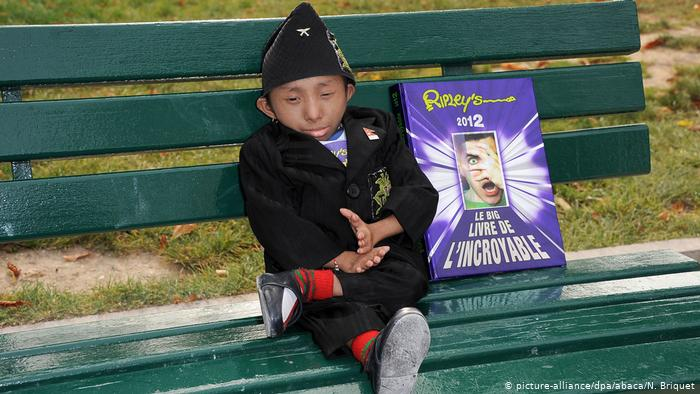 RIPLEY'S
2012
LE BIG
LIVRE DE
L'INCROYABLE
© picture-alliance/dpa/abaca/N. Briquet